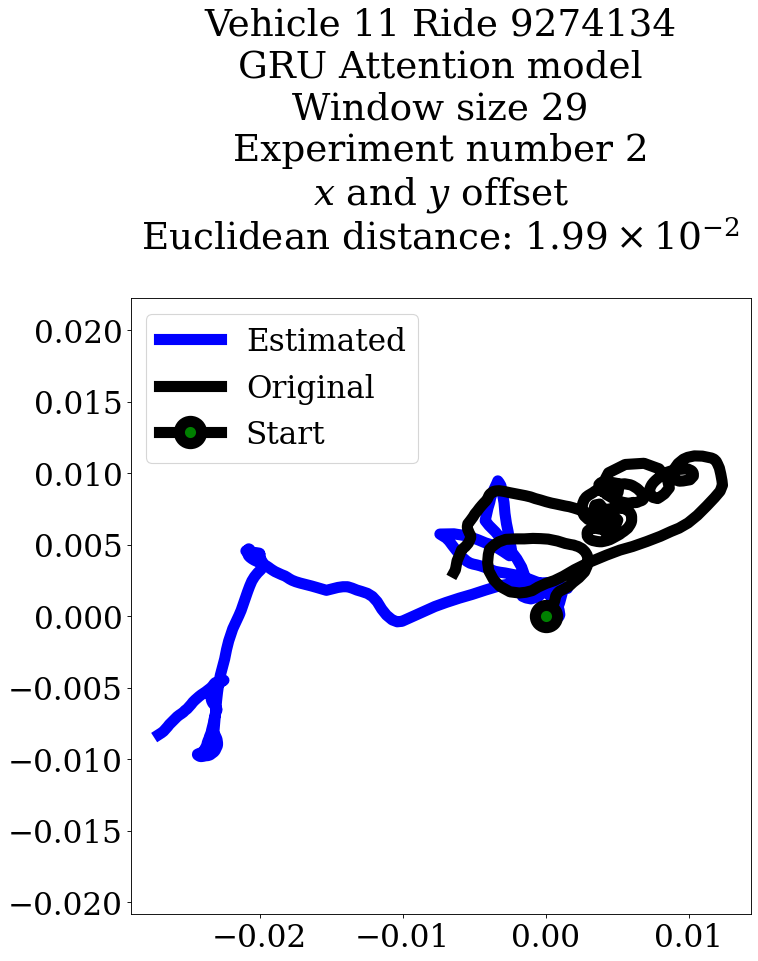 Vehicle 11 Ride 9274134
GRU Attention model
Window size 29
Experiment number 2
x and y offset
Euclidean distance: 1.99 × 10⁻²
Estimated
Original
Start
0.020
0.015
0.010
0.005
0.000
−0.005
−0.010
−0.015
−0.020
−0.02 −0.01 0.00 0.01